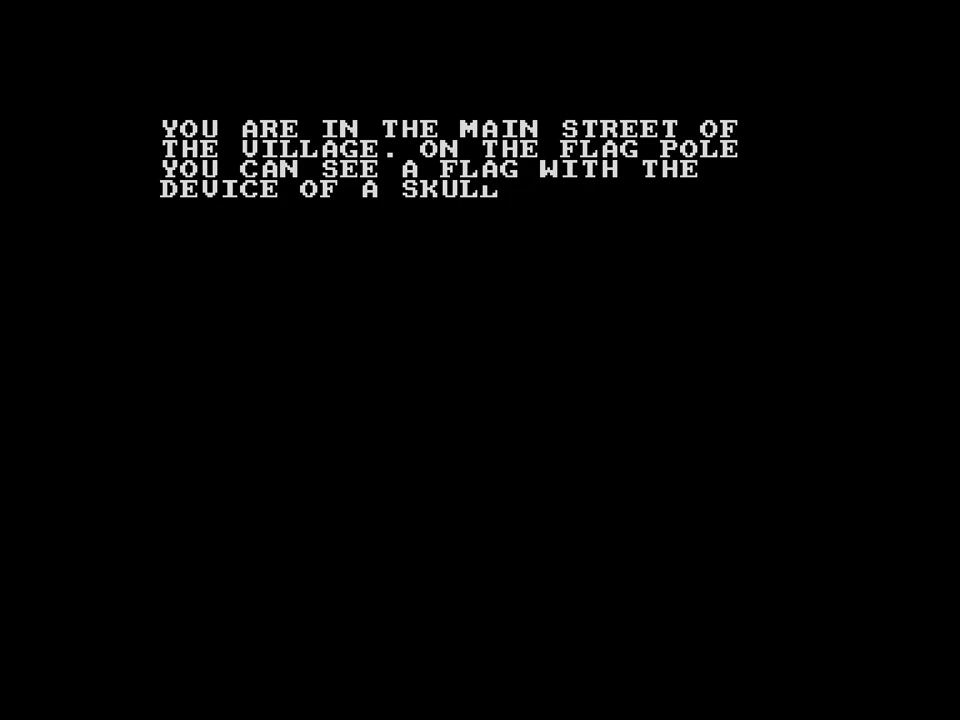 YOU ARE IN THE MAIN STREET OF
THE VILLAGE. ON THE FLAG POLE
YOU CAN SEE A FLAG WITH THE
DEVICE OF A SKULL